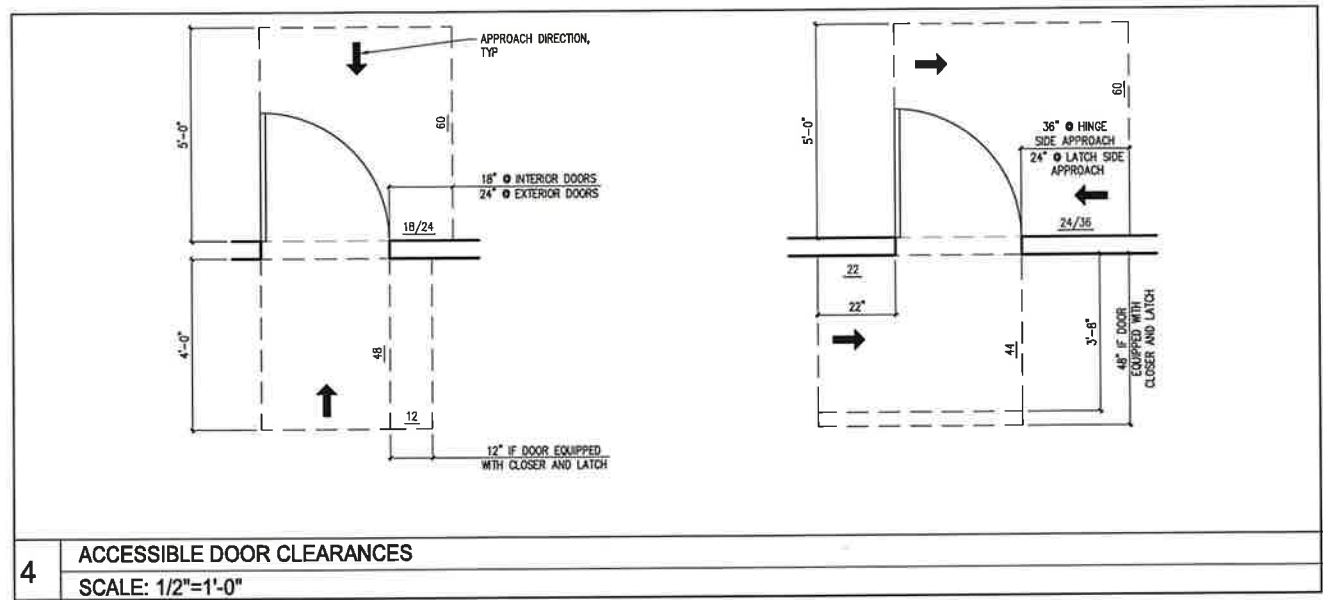 APPROACH DIRECTION,
TYP
5'-0"
60
18" @ INTERIOR DOORS
24" @ EXTERIOR DOORS
18/24
4'-0"
48
12
12" IF DOOR EQUIPPED
WITH CLOSER AND LATCH
5'-0"
60
36" @ HINGE
SIDE APPROACH
24" @ LATCH SIDE
APPROACH
24/36
22
22"
44
3'-8"
48" IF DOOR
EQUIPPED WITH
CLOSER AND LATCH
4
ACCESSIBLE DOOR CLEARANCES
SCALE: 1/2"=1'-0"